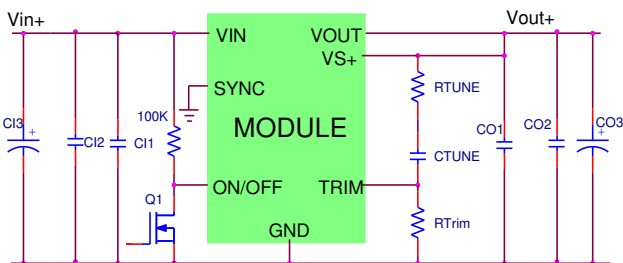 Vin+
Vout+
VIN
VOUT
VS+
SYNC
RTUNE
100K
CI3
+
CI2
CI1
MODULE
CO1
CO2
CO3
+
CTUNE
ON/OFF
TRIM
Q1
RTrim
GND